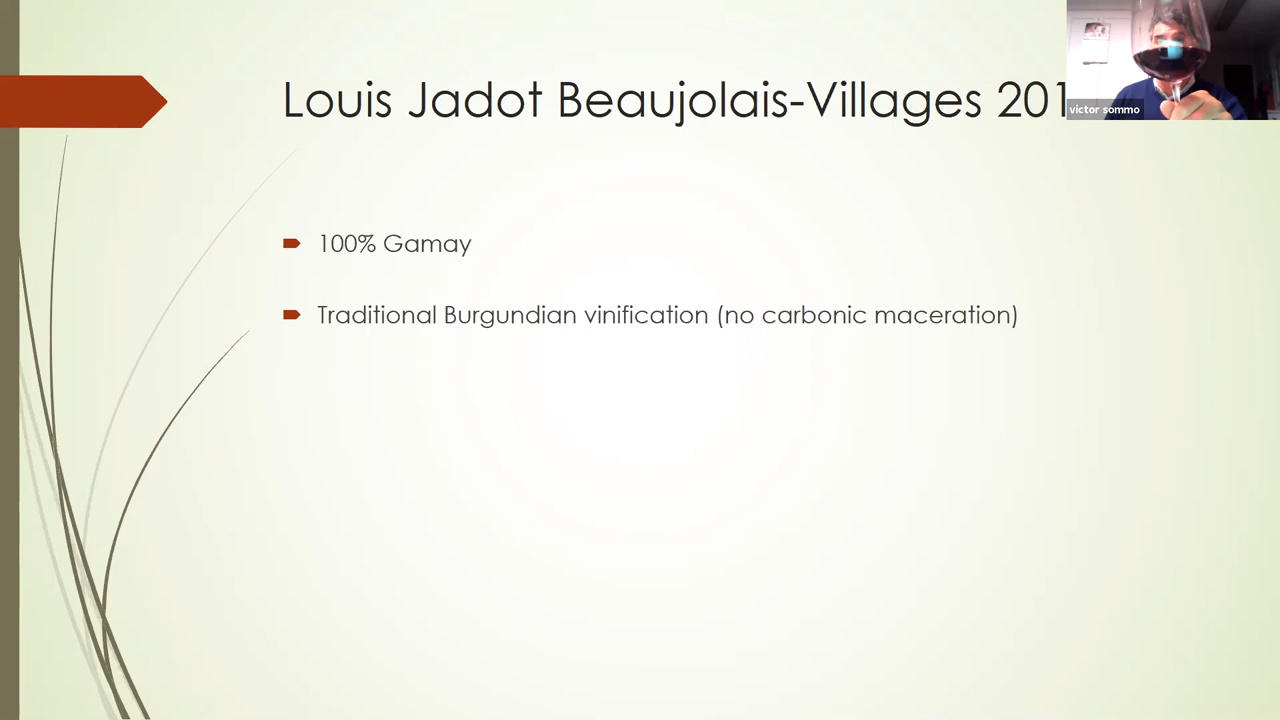 Louis Jadot Beaujolais-Villages 201
victor sommo
100% Gamay
Traditional Burgundian vinification (no carbonic maceration)